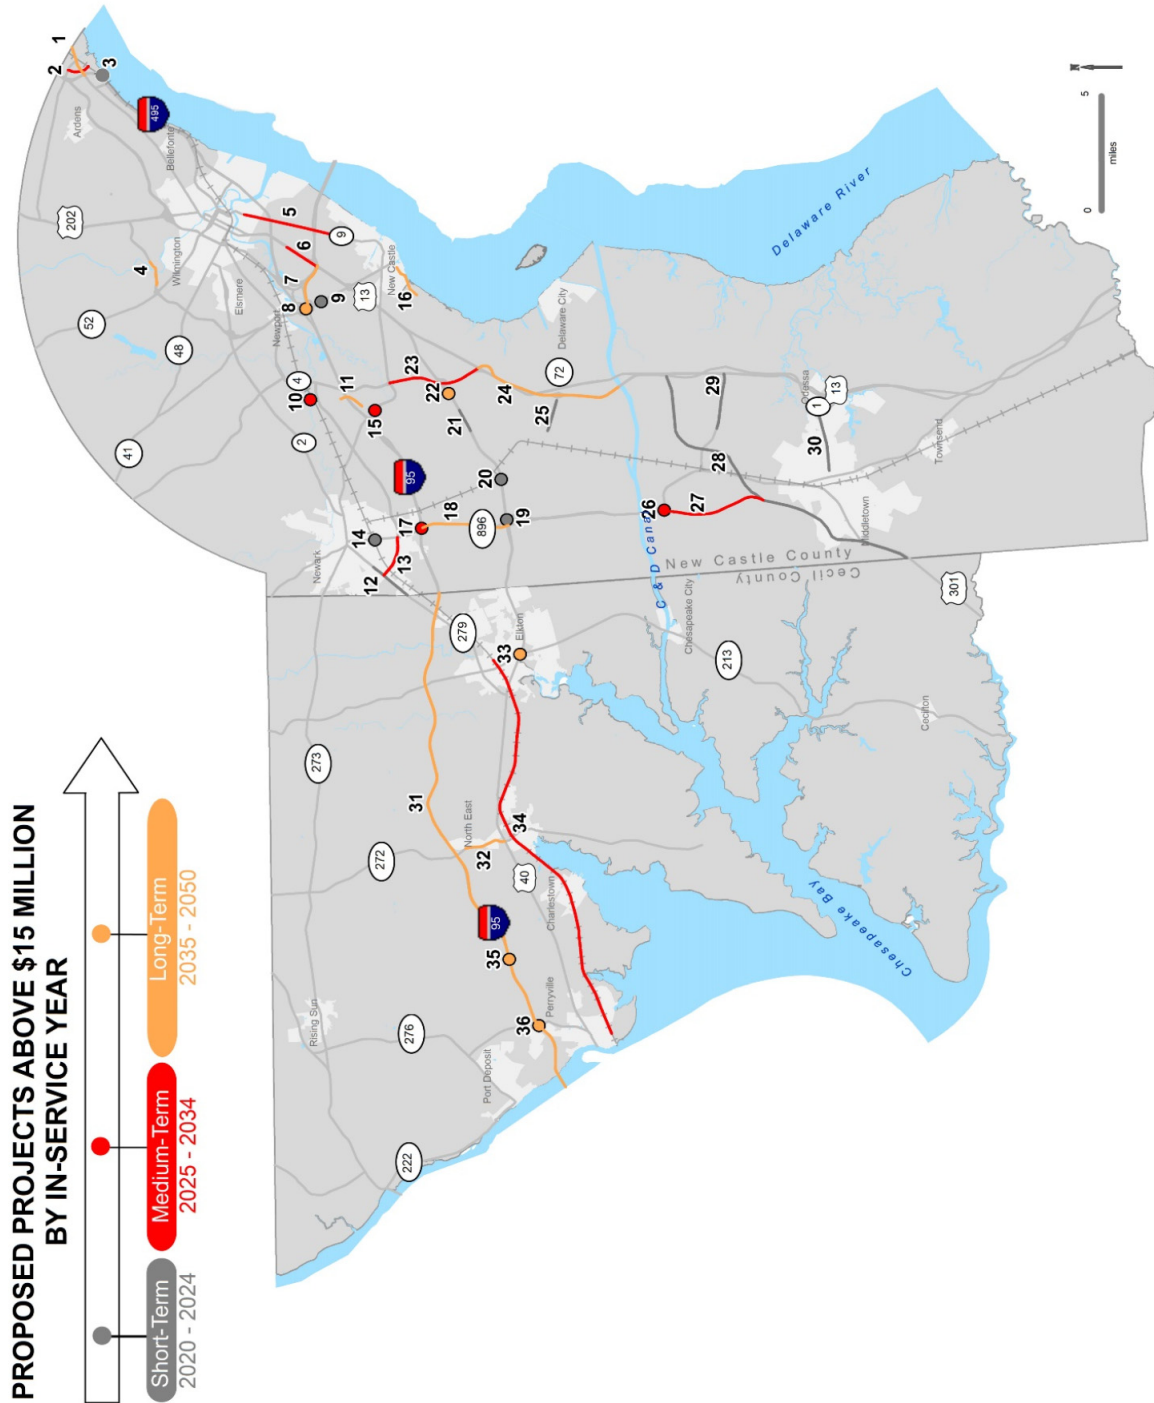 PROPOSED PROJECTS ABOVE $15 MILLION
BY IN-SERVICE YEAR
Short-Term
2020 - 2024
Medium-Term
2025 - 2034
Long-Term
2035 - 2050
1
2
3
Ardens
495
Bellefonte
202
4
Wilmington
5
52
Elsmere
6
9
48
7
8
9
Newport
13
New Castle
16
41
4
10
11
2
15
23
22
21
24
72
Delaware City
25
95
20
Newark
14
12
13
17
18
896
19
26
27
28
29
Odessa
1
13
30
Townsend
Middletown
301
C & D Canal
New Castle County
Cecil County
Delaware River
279
Elkton
33
Chesapeake City
213
Cecilton
273
31
North East
34
32
272
40
Charlestown
95
35
36
Perryville
Rising Sun
276
Port Deposit
222
Chesapeake Bay
N
0
5
miles